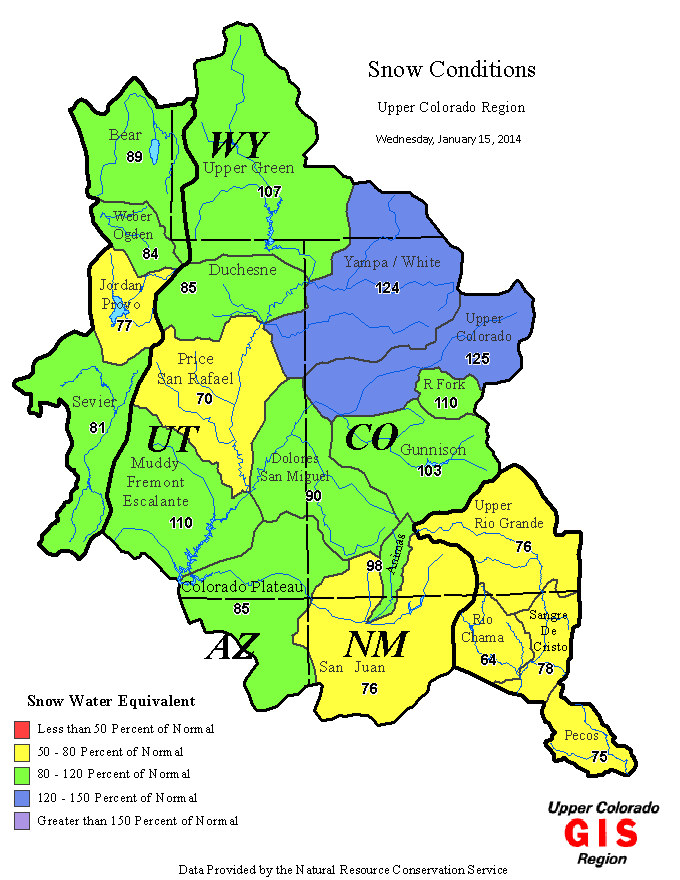 Snow Conditions
Upper Colorado Region
Wednesday, January 15, 2014
Bear
89
WY
Upper Green
107
Weber
Ogden
84
Duchesne
85
Yampa / White
124
Jordan
Provo
77
Upper
Colorado
125
Price
San Rafael
70
R Fork
110
Sevier
81
UT
CO
Muddy
Fremont
Escalante
110
Dolores
San Miguel
90
Gunnison
103
Upper
Rio Grande
76
Animas
98
Colorado Plateau
85
AZ
NM
San Juan
76
Rio
Chama
64
Sangre
De
Cristo
78
Pecos
75
Snow Water Equivalent
Less than 50 Percent of Normal
50 - 80 Percent of Normal
80 - 120 Percent of Normal
120 - 150 Percent of Normal
Greater than 150 Percent of Normal
Upper Colorado
GIS
Region
Data Provided by the Natural Resource Conservation Service